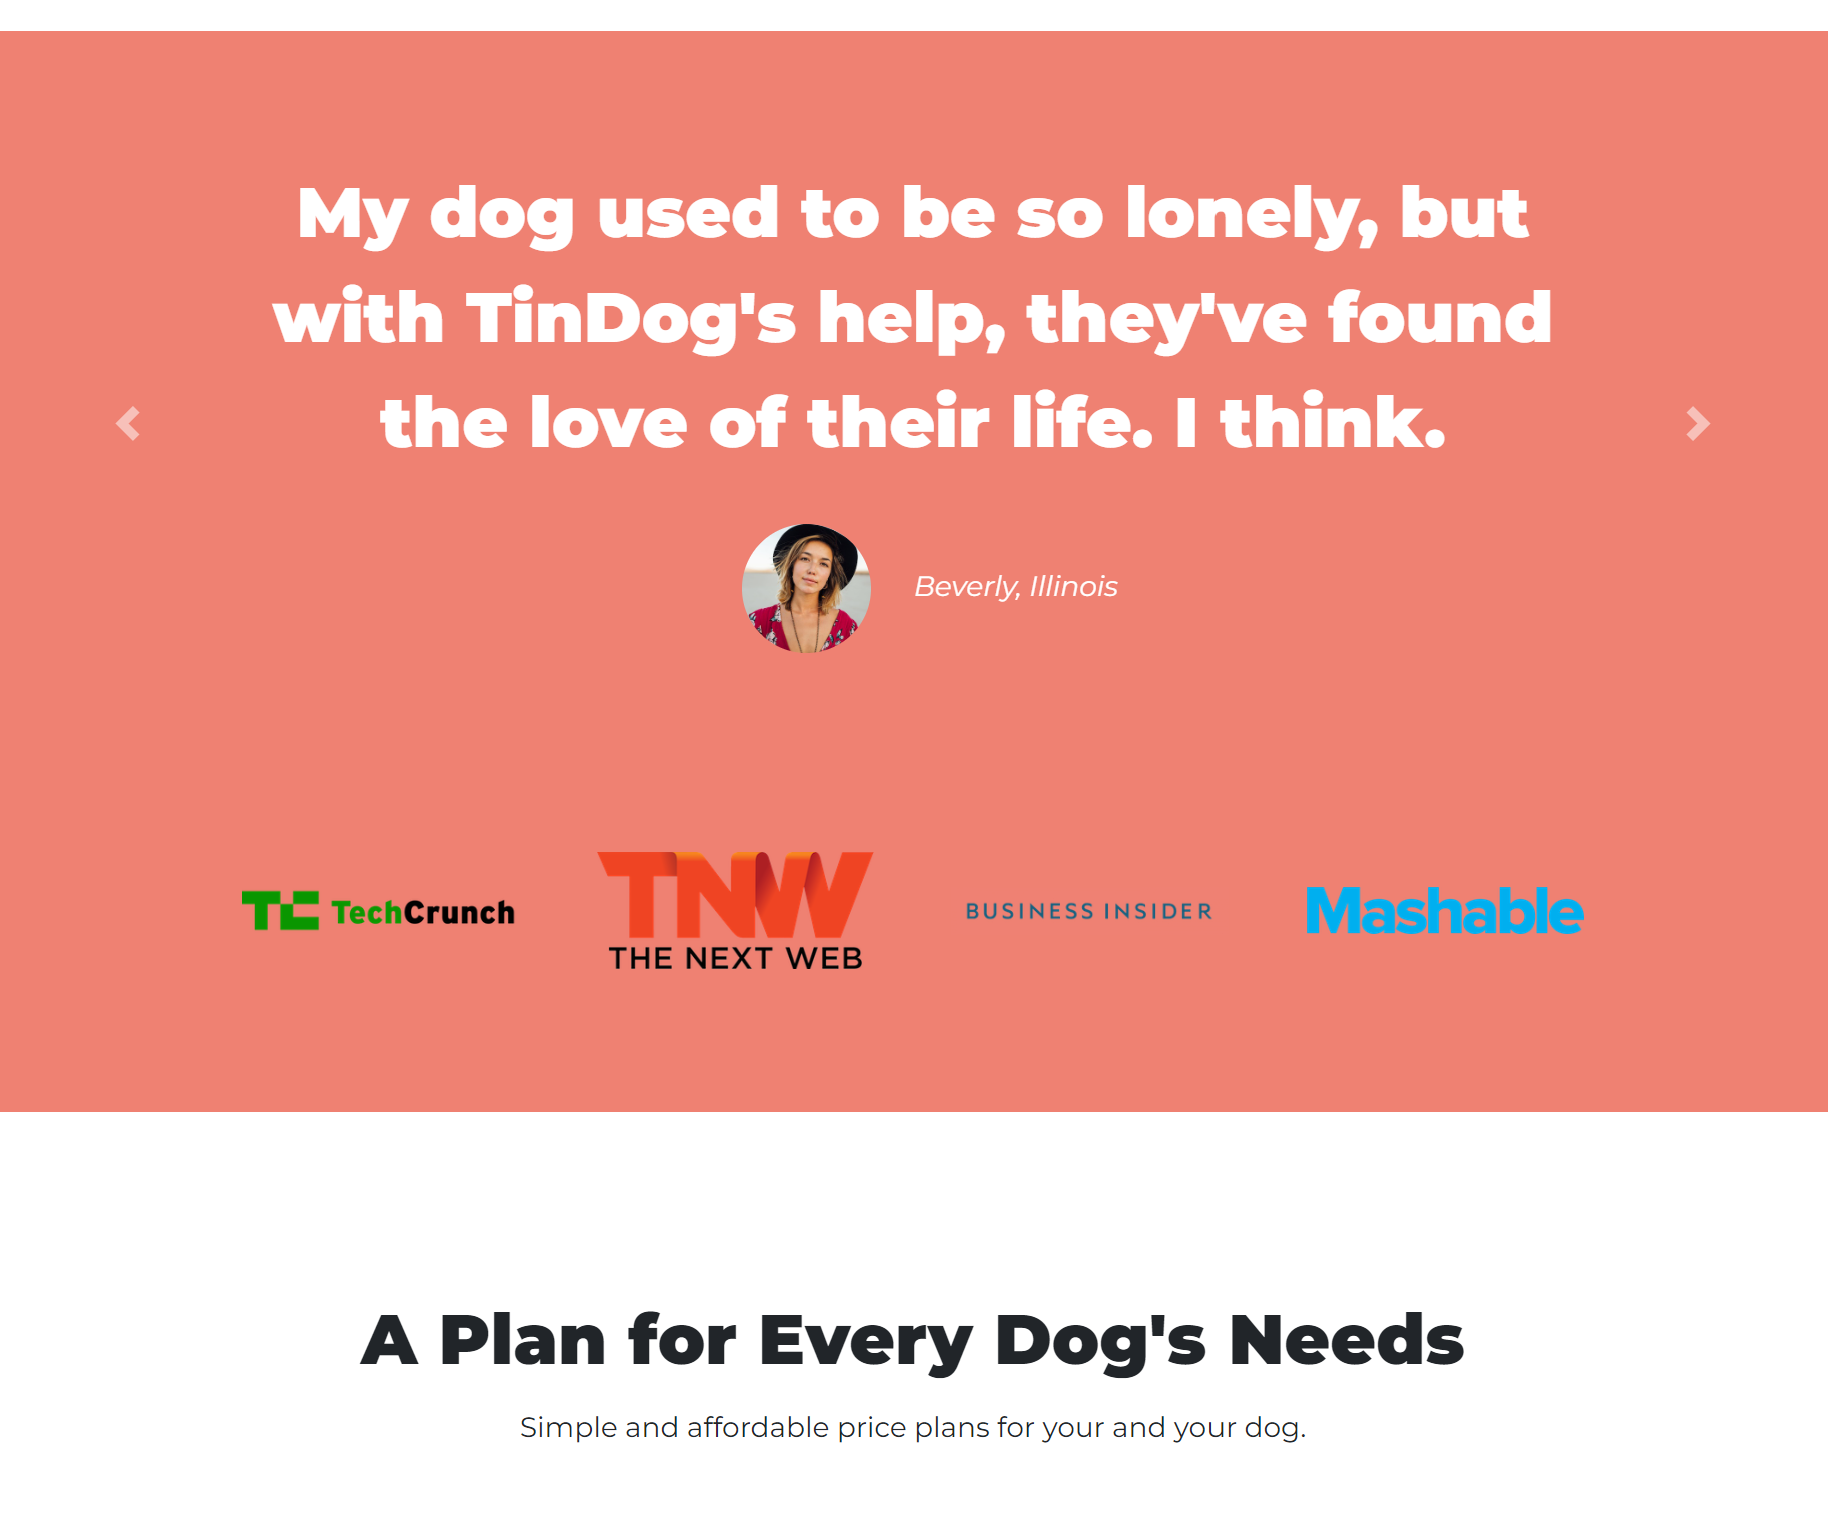 My dog used to be so lonely, but
with TinDog's help, they've found
the love of their life. I think.
Beverly, Illinois
TC TechCrunch
TNW
THE NEXT WEB
BUSINESS INSIDER
Mashable
A Plan for Every Dog's Needs
Simple and affordable price plans for your and your dog.